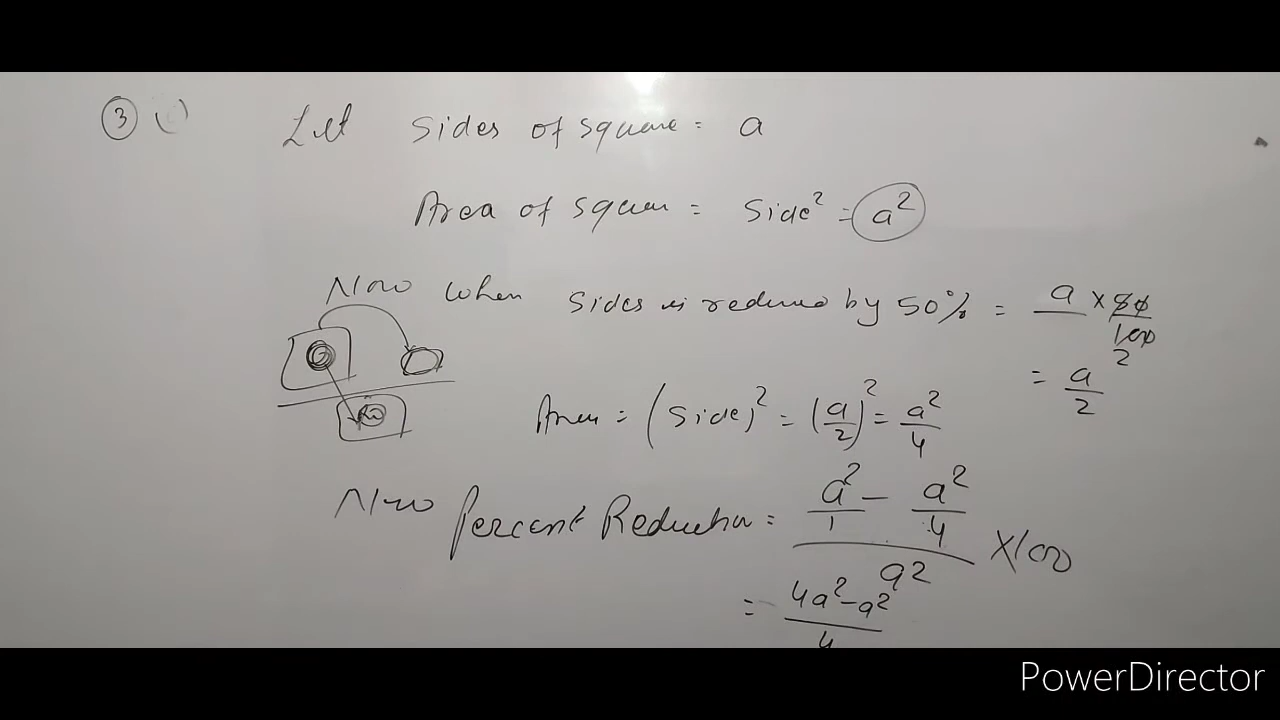 ③ i)
Let sides of square = a
Area of square = Side² = a²
Now when sides is reduced by 50% = a × 50/100
= a/2
Area = (Side)² = (a/2)² = a²/4
Now Percent Reduction = (a²/1 - a²/4)/a² × 100
= 4a²-a²/4
PowerDirector